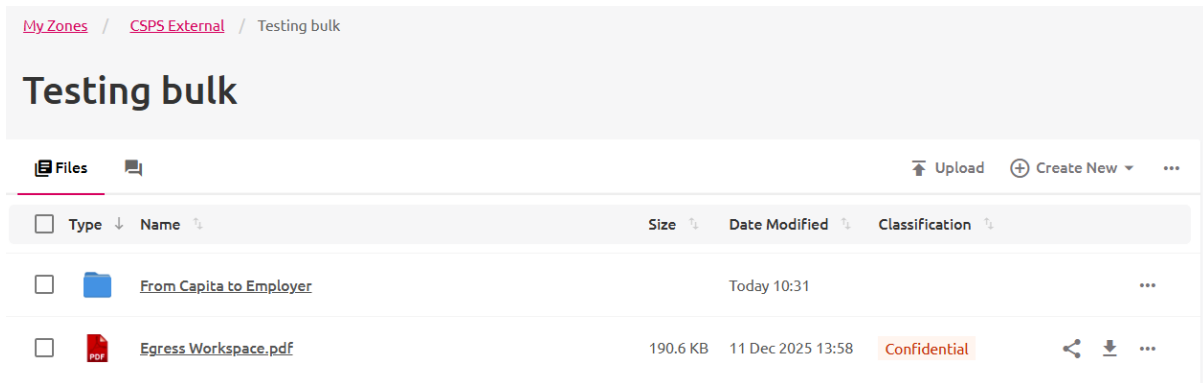 My Zones / CSPS External / Testing bulk
Testing bulk
Files Upload Create New
Type Name Size Date Modified Classification
From Capita to Employer Today 10:31
PDF Egress Workspace.pdf 190.6 KB 11 Dec 2025 13:58 Confidential